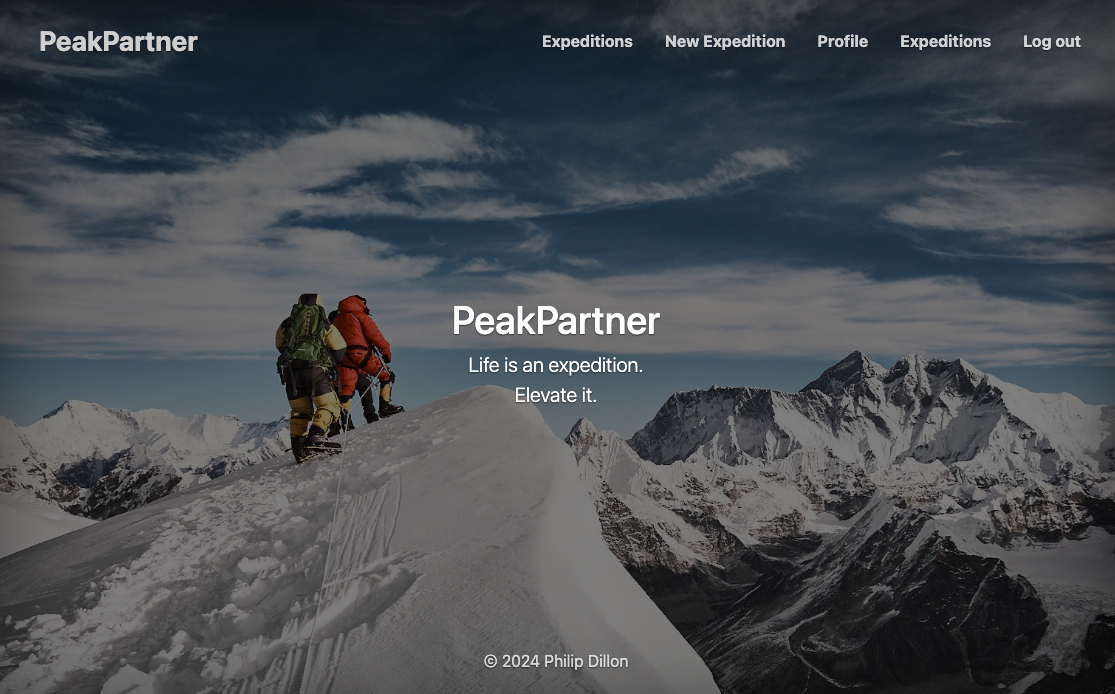 PeakPartner
Expeditions New Expedition Profile Expeditions Log out
PeakPartner
Life is an expedition.
Elevate it.
© 2024 Philip Dillon